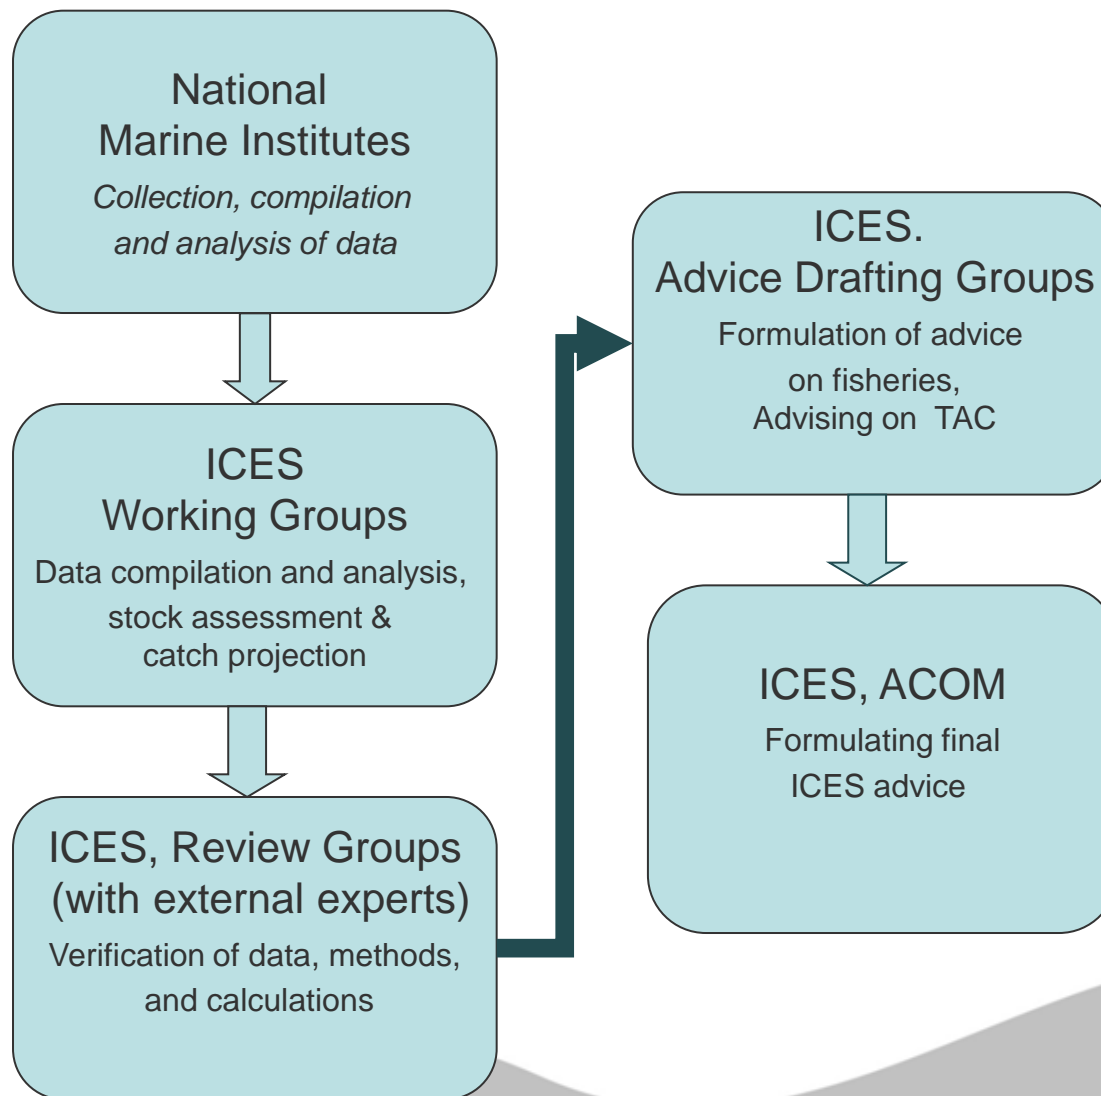 National
Marine Institutes
Collection, compilation
and analysis of data
ICES
Working Groups
Data compilation and analysis,
stock assessment &
catch projection
ICES, Review Groups
(with external experts)
Verification of data, methods,
and calculations
ICES.
Advice Drafting Groups
Formulation of advice
on fisheries,
Advising on TAC
ICES, ACOM
Formulating final
ICES advice